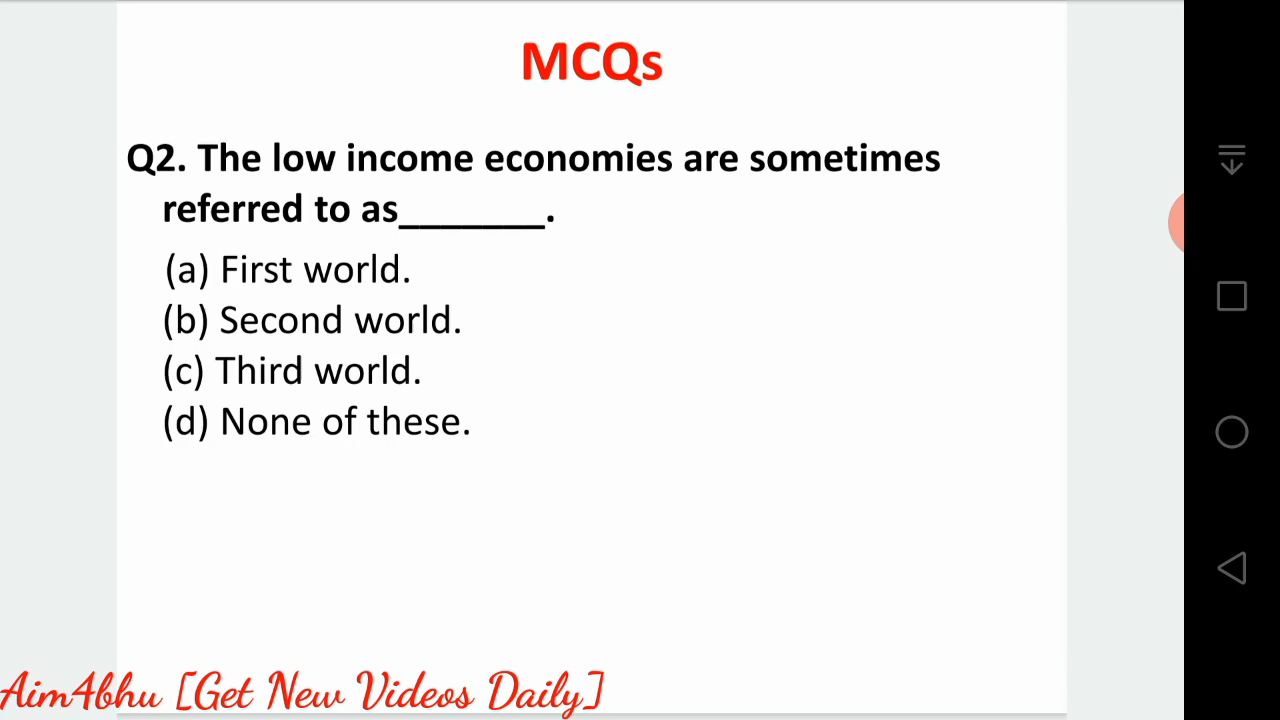 MCQs
Q2. The low income economies are sometimes
referred to as_______.
(a) First world.
(b) Second world.
(c) Third world.
(d) None of these.
Aim4bhu [Get New Videos Daily]